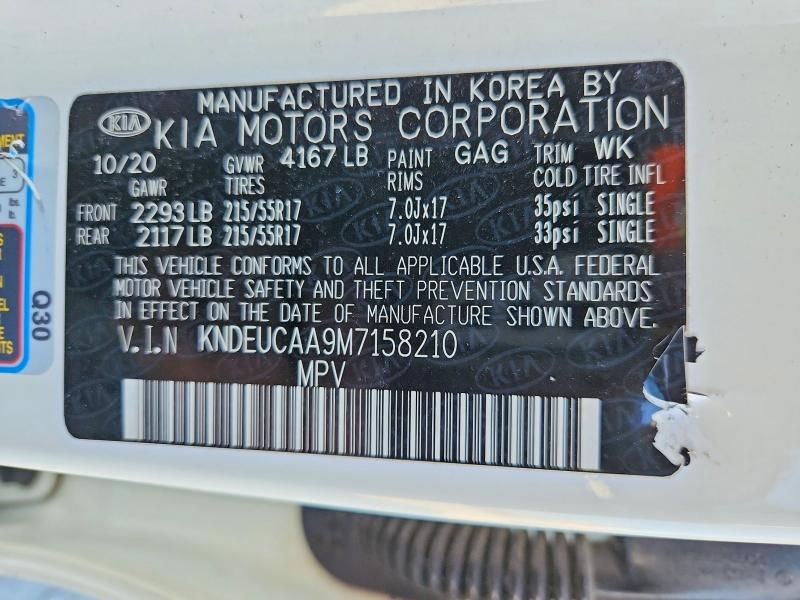 MANUFACTURED IN KOREA BY
KIA KIA MOTORS CORPORATION
10/20 GVWR 4167 LB PAINT GAG TRIM WK
GAWR TIRES RIMS COLD TIRE INFL
FRONT 2293 LB 215/55R17 7.0Jx17 35psi SINGLE
REAR 2117 LB 215/55R17 7.0Jx17 33psi SINGLE
THIS VEHICLE CONFORMS TO ALL APPLICABLE U.S.A. FEDERAL
MOTOR VEHICLE SAFETY AND THEFT PREVENTION STANDARDS
IN EFFECT ON THE DATE OF MANUFACTURE SHOWN ABOVE.
V.I.N KNDEUCAA9M7158210
MPV
Q30